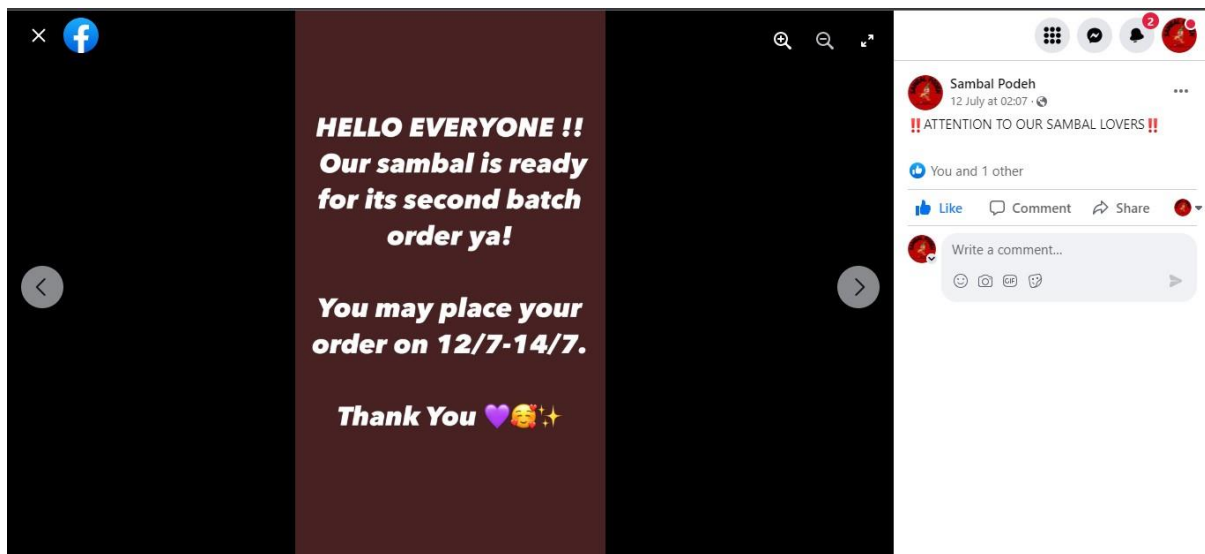 2
HELLO EVERYONE !!
Our sambal is ready
for its second batch
order ya!
You may place your
order on 12/7-14/7.
Thank You 💜🥰✨
Sambal Podeh
12 July at 02:07 ·
‼️ATTENTION TO OUR SAMBAL LOVERS‼️
You and 1 other
Like Comment Share
Write a comment...
GIF